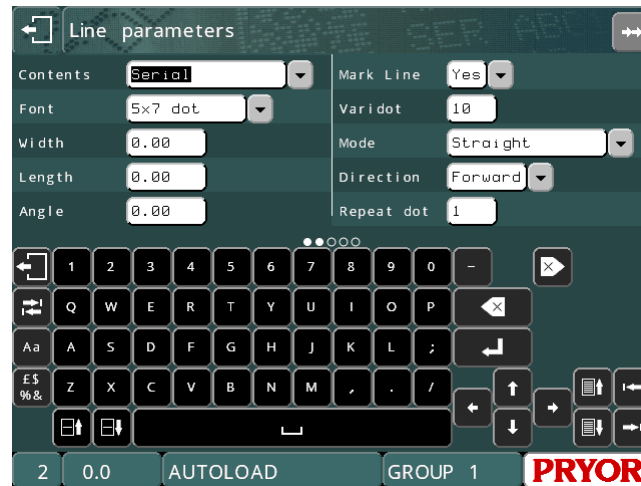 Line parameters
Contents Serial Mark Line Yes
Font 5x7 dot Varidot 10
Width 0.00 Mode Straight
Length 0.00 Direction Forward
Angle 0.00 Repeat dot 1
1 2 3 4 5 6 7 8 9 0 -
Q W E R T Y U I O P
Aa A S D F G H J K L ;
£$ %& Z X C V B N M , . /
2 0.0 AUTOLOAD GROUP 1 PRYOR